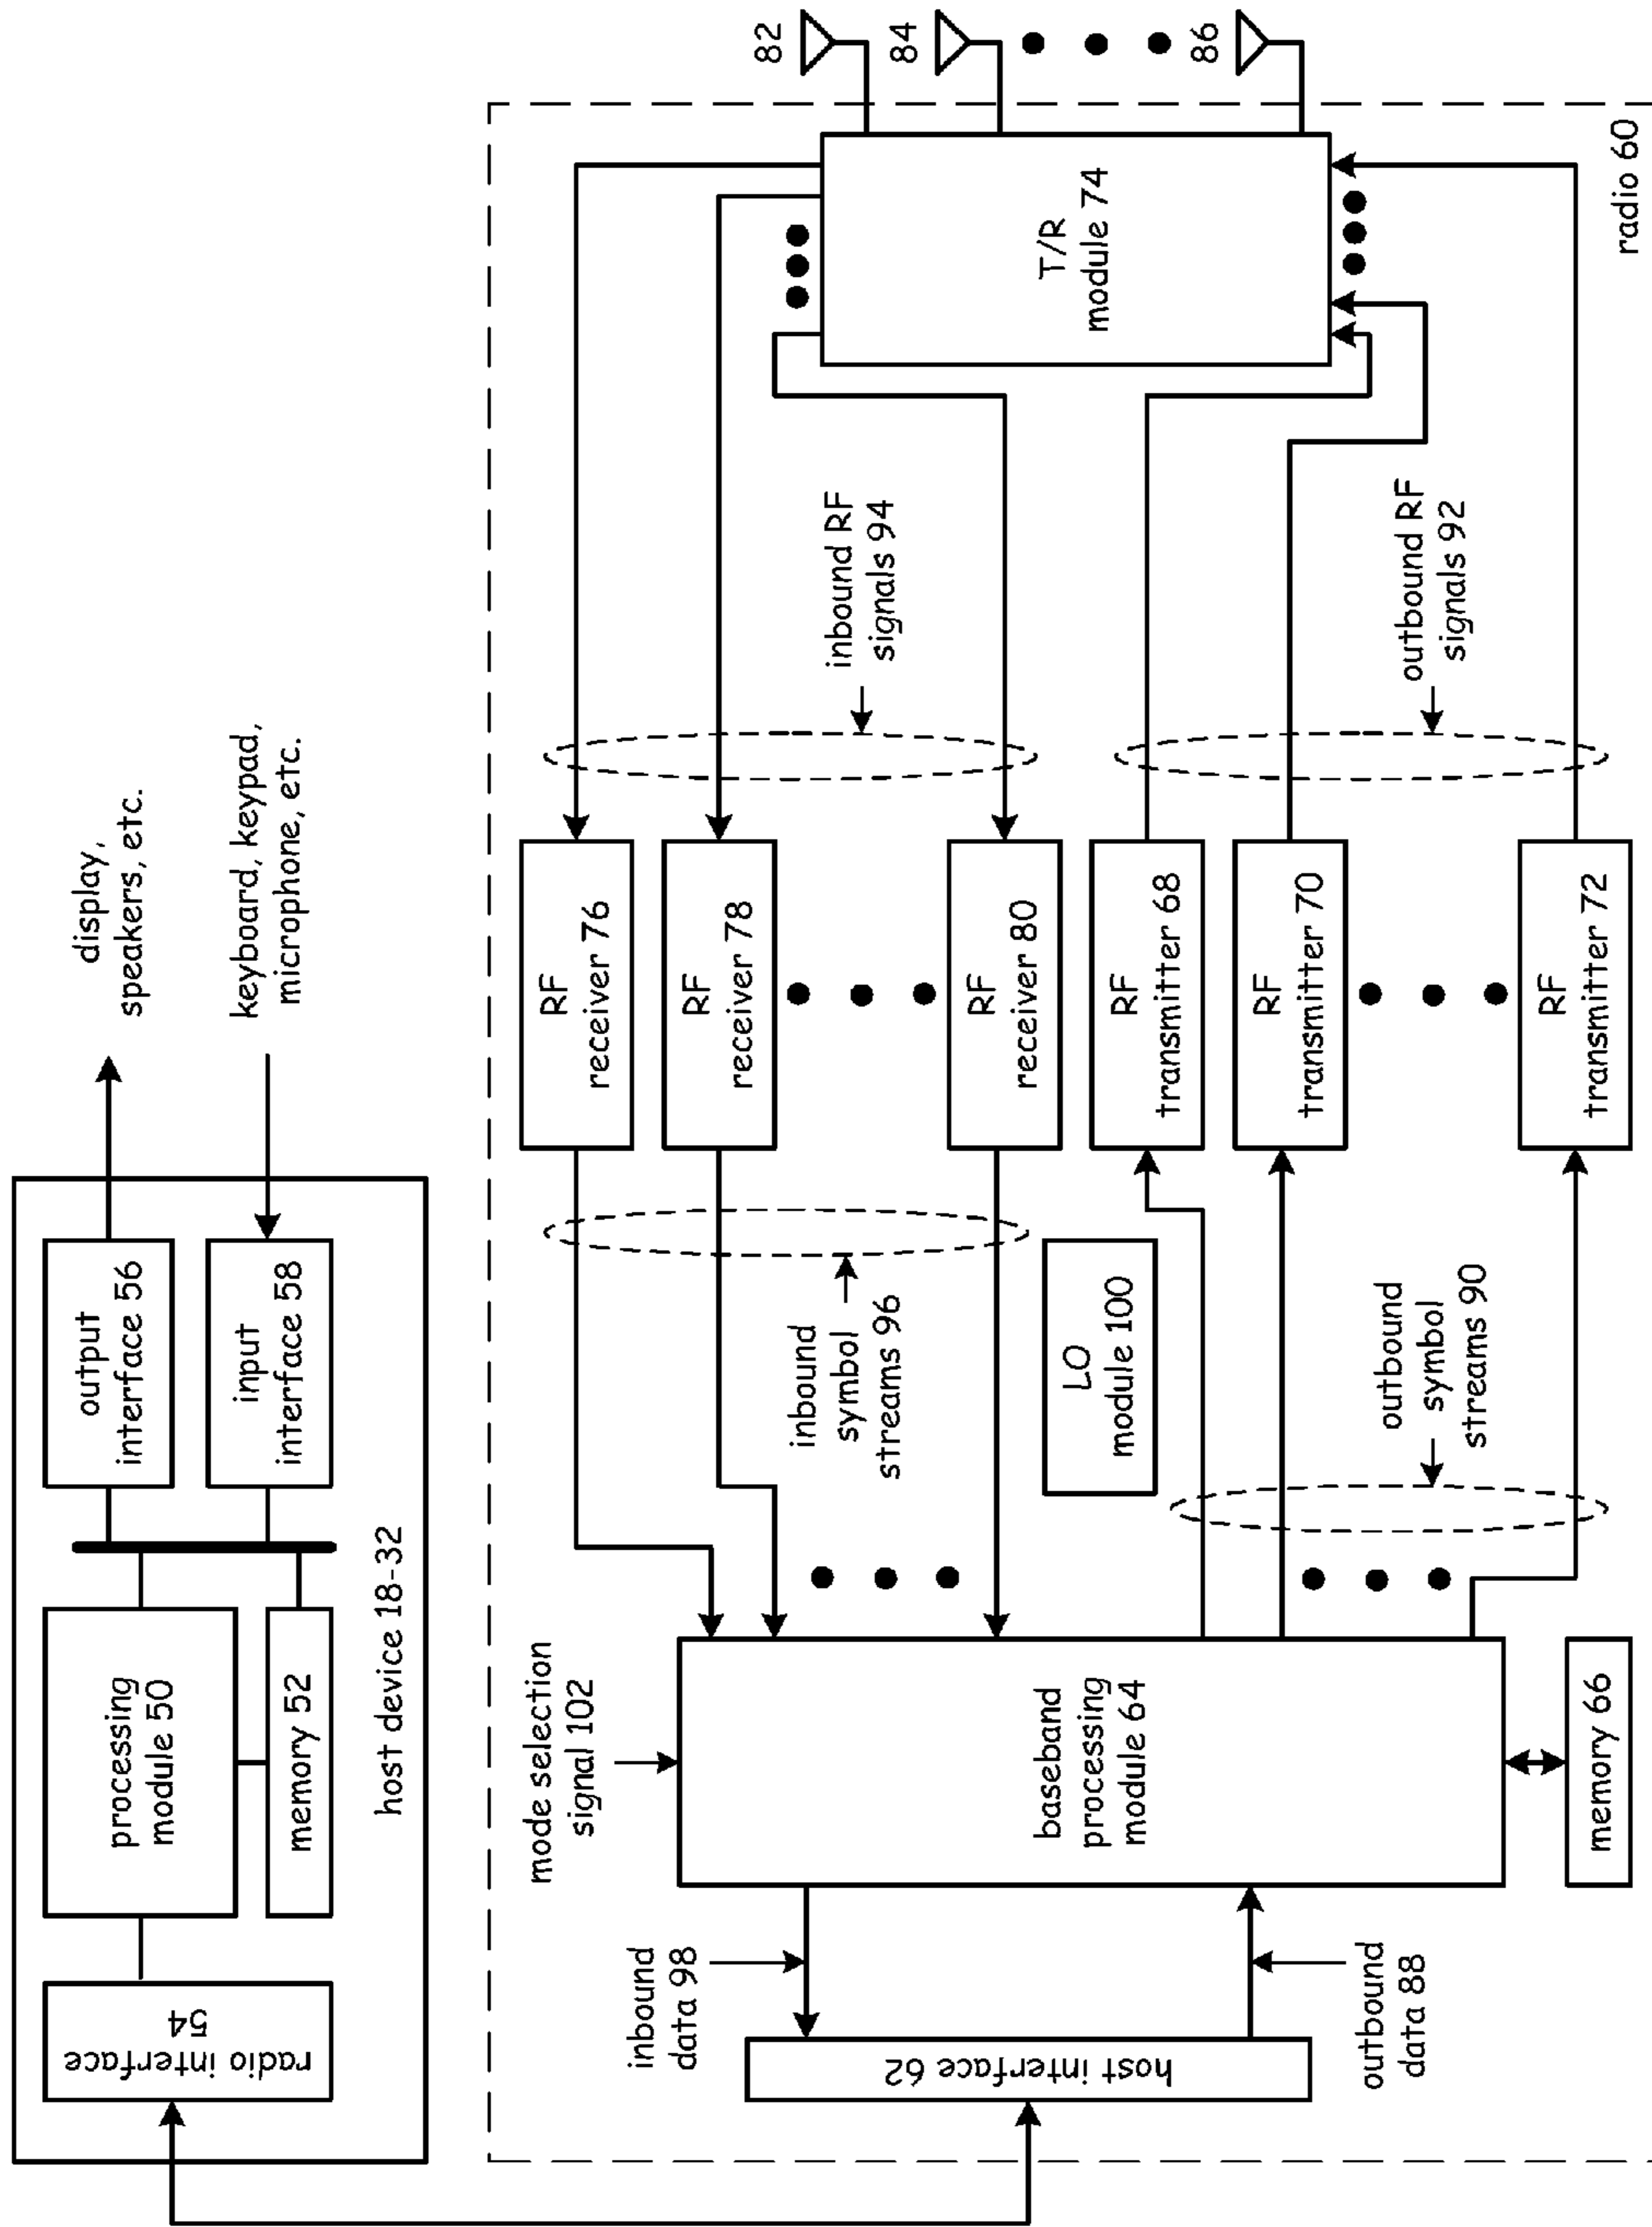 radio interface
54
processing
module 50
memory 52
output
interface 56
input
interface 58
host device 18-32
display,
speakers, etc.
keyboard, keypad,
microphone, etc.
host interface 62
inbound
data 98
outbound
data 88
mode selection
signal 102
baseband
processing
module 64
memory 66
inbound
symbol
streams 96
LO
module 100
outbound
symbol
streams 90
RF
receiver 76
RF
receiver 78
RF
receiver 80
RF
transmitter 68
RF
transmitter 70
RF
transmitter 72
inbound RF
signals 94
outbound RF
signals 92
T/R
module 74
82
84
86
radio 60